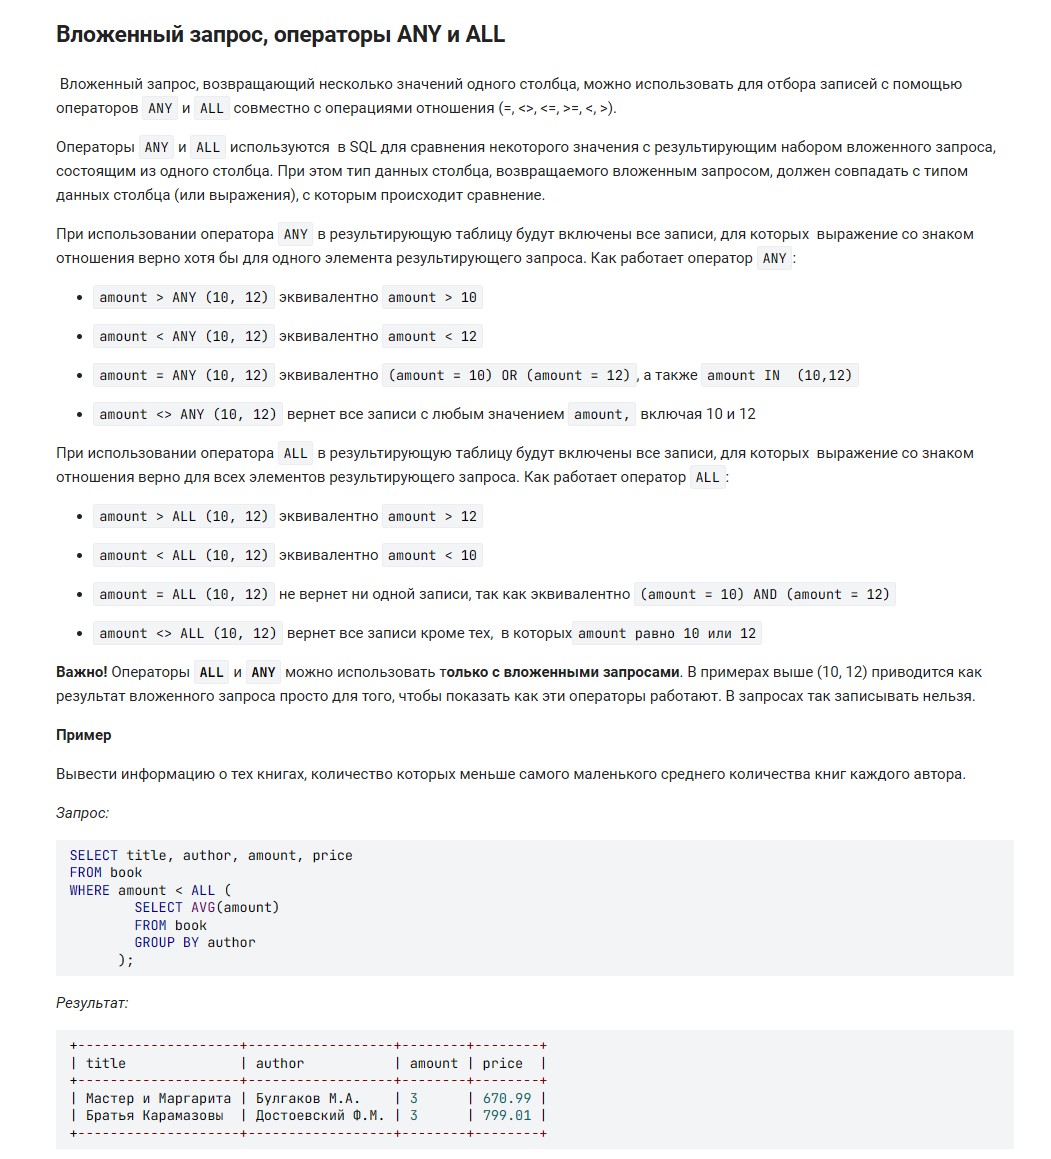 Вложенный запрос, операторы ANY и ALL
Вложенный запрос, возвращающий несколько значений одного столбца, можно использовать для отбора записей с помощью
операторов ANY и ALL совместно с операциями отношения (=, <>, <=, >=, <, >).
Операторы ANY и ALL используются в SQL для сравнения некоторого значения с результирующим набором вложенного запроса,
состоящим из одного столбца. При этом тип данных столбца, возвращаемого вложенным запросом, должен совпадать с типом
данных столбца (или выражения), с которым происходит сравнение.
При использовании оператора ANY в результирующую таблицу будут включены все записи, для которых выражение со знаком
отношения верно хотя бы для одного элемента результирующего запроса. Как работает оператор ANY :
• amount > ANY (10, 12) эквивалентно amount > 10
• amount < ANY (10, 12) эквивалентно amount < 12
• amount = ANY (10, 12) эквивалентно (amount = 10) OR (amount = 12) , а также amount IN  (10,12)
• amount <> ANY (10, 12) вернет все записи с любым значением amount, включая 10 и 12
При использовании оператора ALL в результирующую таблицу будут включены все записи, для которых выражение со знаком
отношения верно для всех элементов результирующего запроса. Как работает оператор ALL :
• amount > ALL (10, 12) эквивалентно amount > 12
• amount < ALL (10, 12) эквивалентно amount < 10
• amount = ALL (10, 12) не вернет ни одной записи, так как эквивалентно (amount = 10) AND (amount = 12)
• amount <> ALL (10, 12) вернет все записи кроме тех, в которых amount равно 10 или 12
Важно! Операторы ALL и ANY можно использовать только с вложенными запросами. В примерах выше (10, 12) приводится как
результат вложенного запроса просто для того, чтобы показать как эти операторы работают. В запросах так записывать нельзя.
Пример
Вывести информацию о тех книгах, количество которых меньше самого маленького среднего количества книг каждого автора.
Запрос:
SELECT title, author, amount, price
FROM book
WHERE amount < ALL (
        SELECT AVG(amount)
        FROM book
        GROUP BY author
      );
Результат:
+--------------------+------------------+--------+--------+
| title              | author           | amount | price  |
+--------------------+------------------+--------+--------+
| Мастер и Маргарита | Булгаков М.А.    | 3      | 670.99 |
| Братья Карамазовы  | Достоевский Ф.М. | 3      | 799.01 |
+--------------------+------------------+--------+--------+